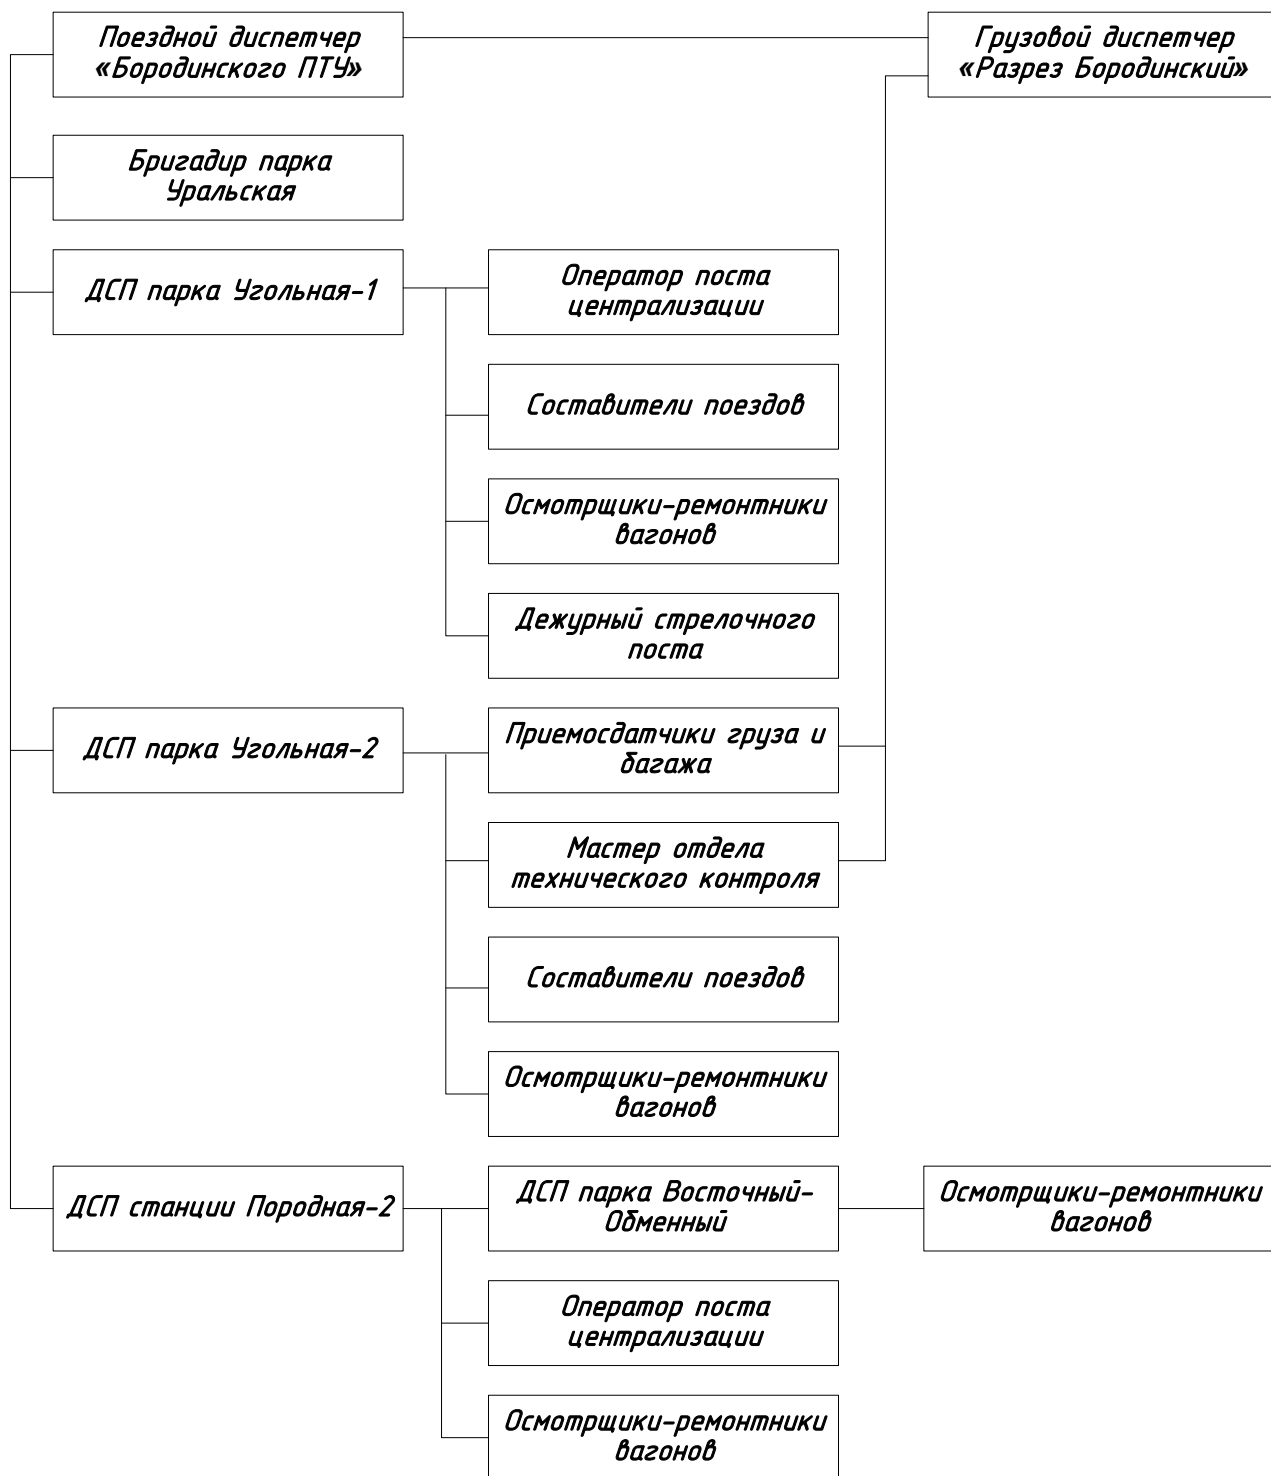 Поездной диспетчер
«Бородинского ПТУ»
Грузовой диспетчер
«Разрез Бородинский»
Бригадир парка
Уральская
ДСП парка Угольная-1
Оператор поста
централизации
Составители поездов
Осмотрщики-ремонтники
вагонов
Дежурный стрелочного
поста
ДСП парка Угольная-2
Приемосдатчики груза и
багажа
Мастер отдела
технического контроля
Составители поездов
Осмотрщики-ремонтники
вагонов
ДСП станции Породная-2
ДСП парка Восточный-
Обменный
Осмотрщики-ремонтники
вагонов
Оператор поста
централизации
Осмотрщики-ремонтники
вагонов